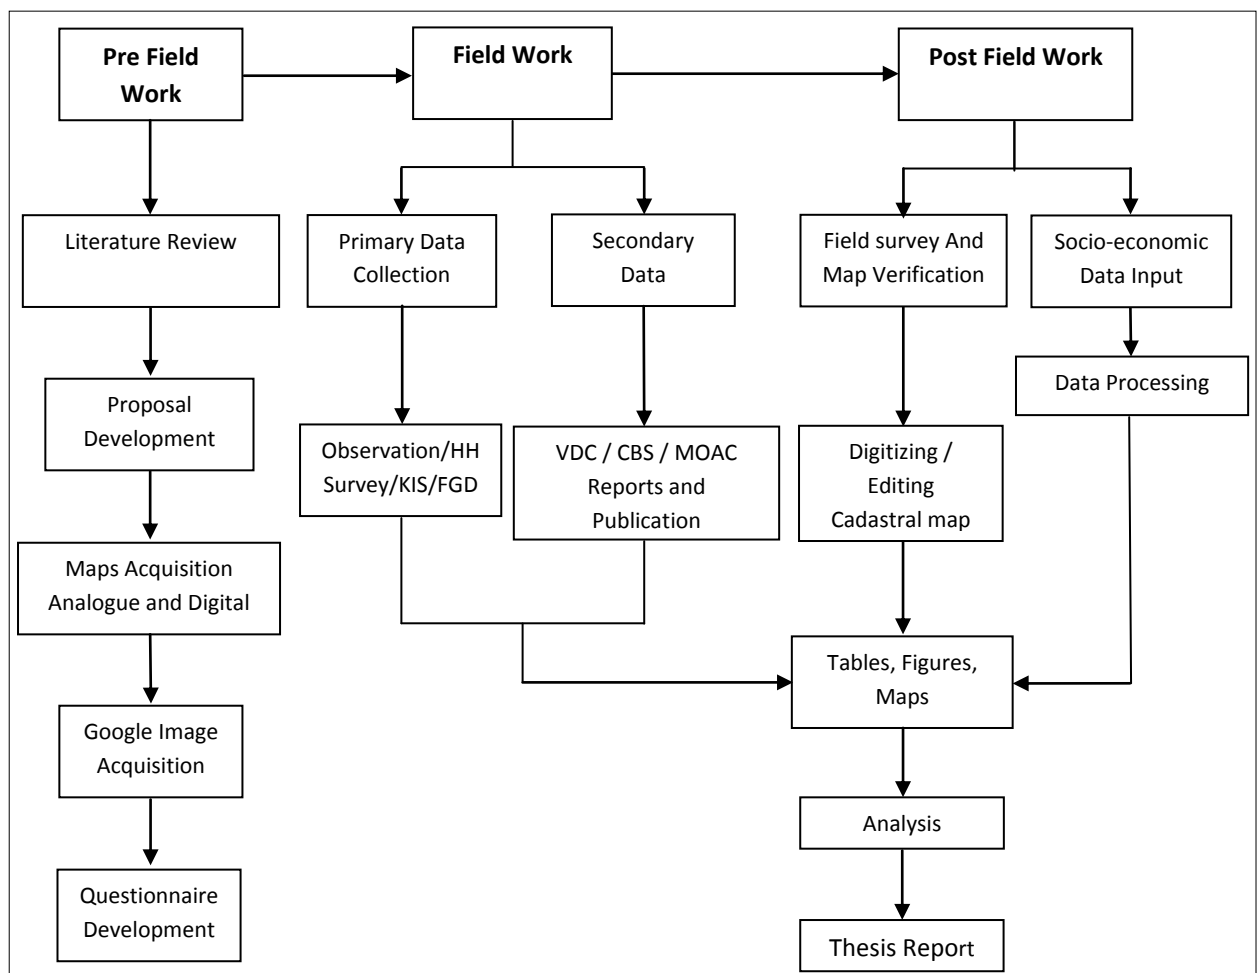 Pre Field
Work
Field Work
Post Field Work
Literature Review
Primary Data
Collection
Secondary
Data
Field survey And
Map Verification
Socio-economic
Data Input
Proposal
Development
Data Processing
Observation/HH
Survey/KIS/FGD
VDC / CBS / MOAC
Reports and
Publication
Digitizing /
Editing
Cadastral map
Maps Acquisition
Analogue and Digital
Tables, Figures,
Maps
Google Image
Acquisition
Analysis
Questionnaire
Development
Thesis Report